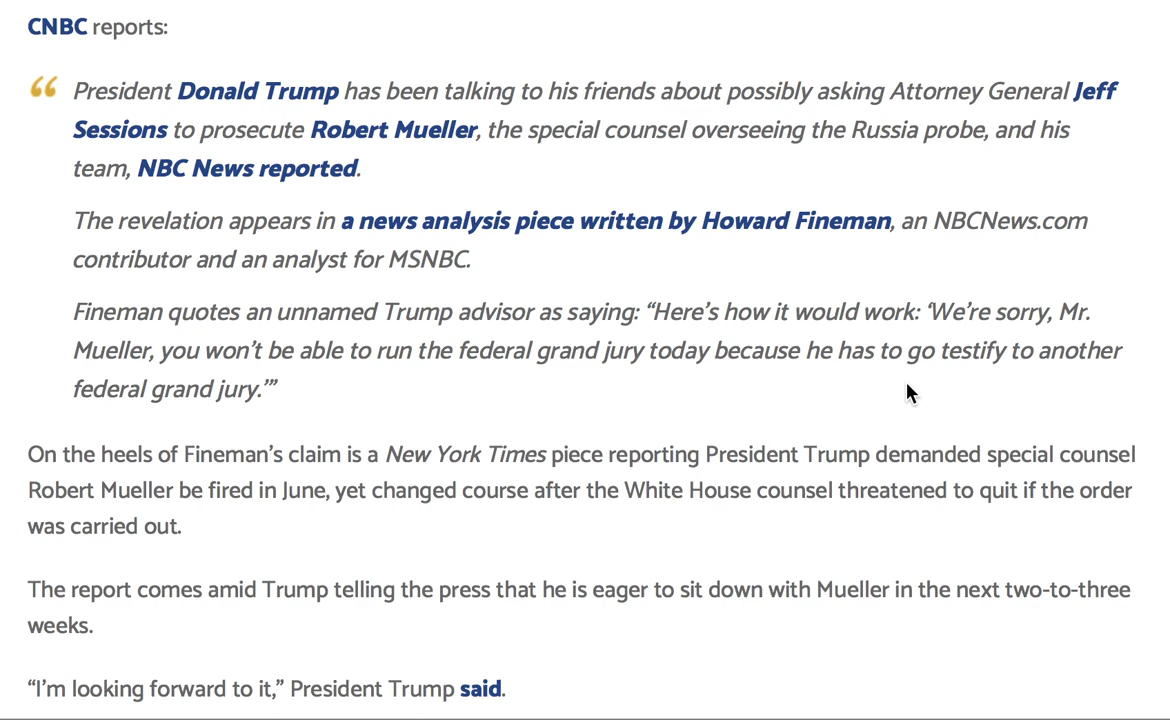 CNBC reports:
“ President Donald Trump has been talking to his friends about possibly asking Attorney General Jeff
Sessions to prosecute Robert Mueller, the special counsel overseeing the Russia probe, and his
team, NBC News reported.
The revelation appears in a news analysis piece written by Howard Fineman, an NBCNews.com
contributor and an analyst for MSNBC.
Fineman quotes an unnamed Trump advisor as saying: “Here’s how it would work: ‘We’re sorry, Mr.
Mueller, you won’t be able to run the federal grand jury today because he has to go testify to another
federal grand jury.’”
On the heels of Fineman’s claim is a New York Times piece reporting President Trump demanded special counsel
Robert Mueller be fired in June, yet changed course after the White House counsel threatened to quit if the order
was carried out.
The report comes amid Trump telling the press that he is eager to sit down with Mueller in the next two-to-three
weeks.
“I’m looking forward to it,” President Trump said.